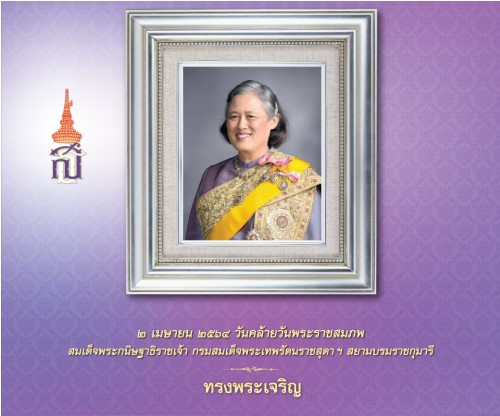 ๒ เมษายน ๒๕๖๔ วันคล้ายวันพระราชสมภพ
สมเด็จพระกนิษฐาธิราชเจ้า กรมสมเด็จพระเทพรัตนราชสุดา ฯ สยามบรมราชกุมารี
ทรงพระเจริญ